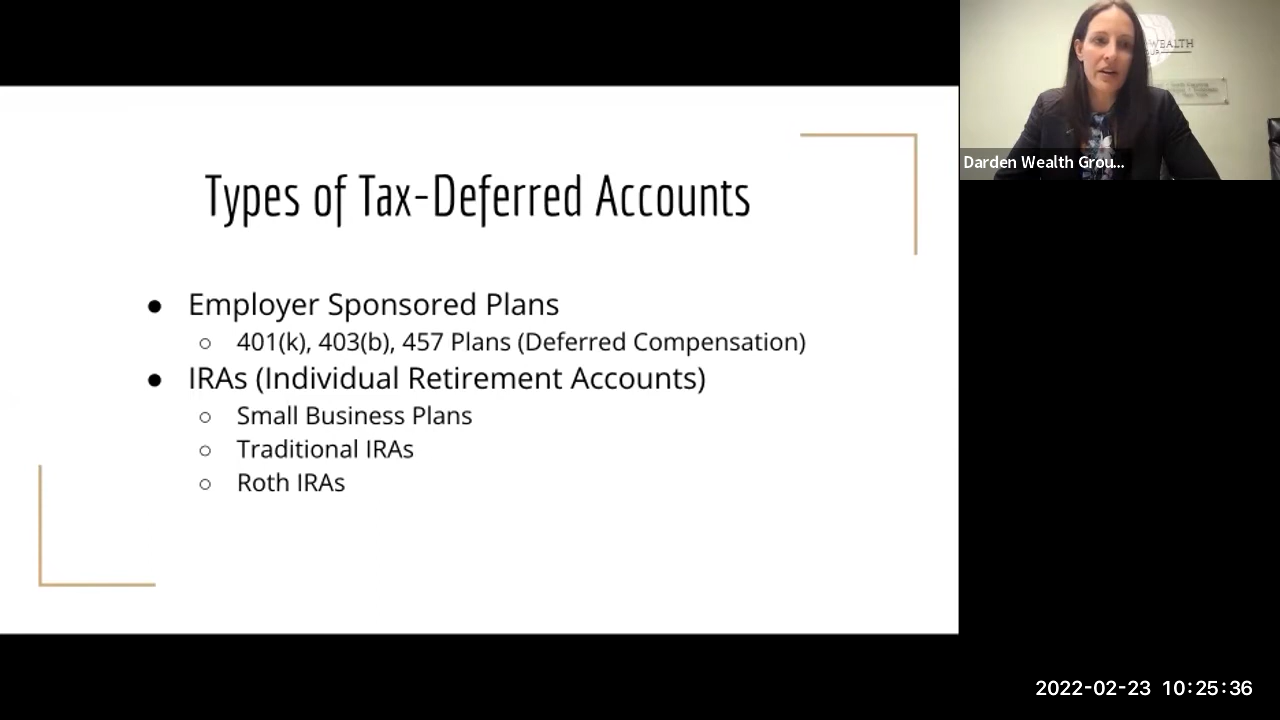 Types of Tax-Deferred Accounts
● Employer Sponsored Plans
○ 401(k), 403(b), 457 Plans (Deferred Compensation)
● IRAs (Individual Retirement Accounts)
○ Small Business Plans
○ Traditional IRAs
○ Roth IRAs
WEALTH
Darden Wealth Grou...
2022-02-23 10:25:36